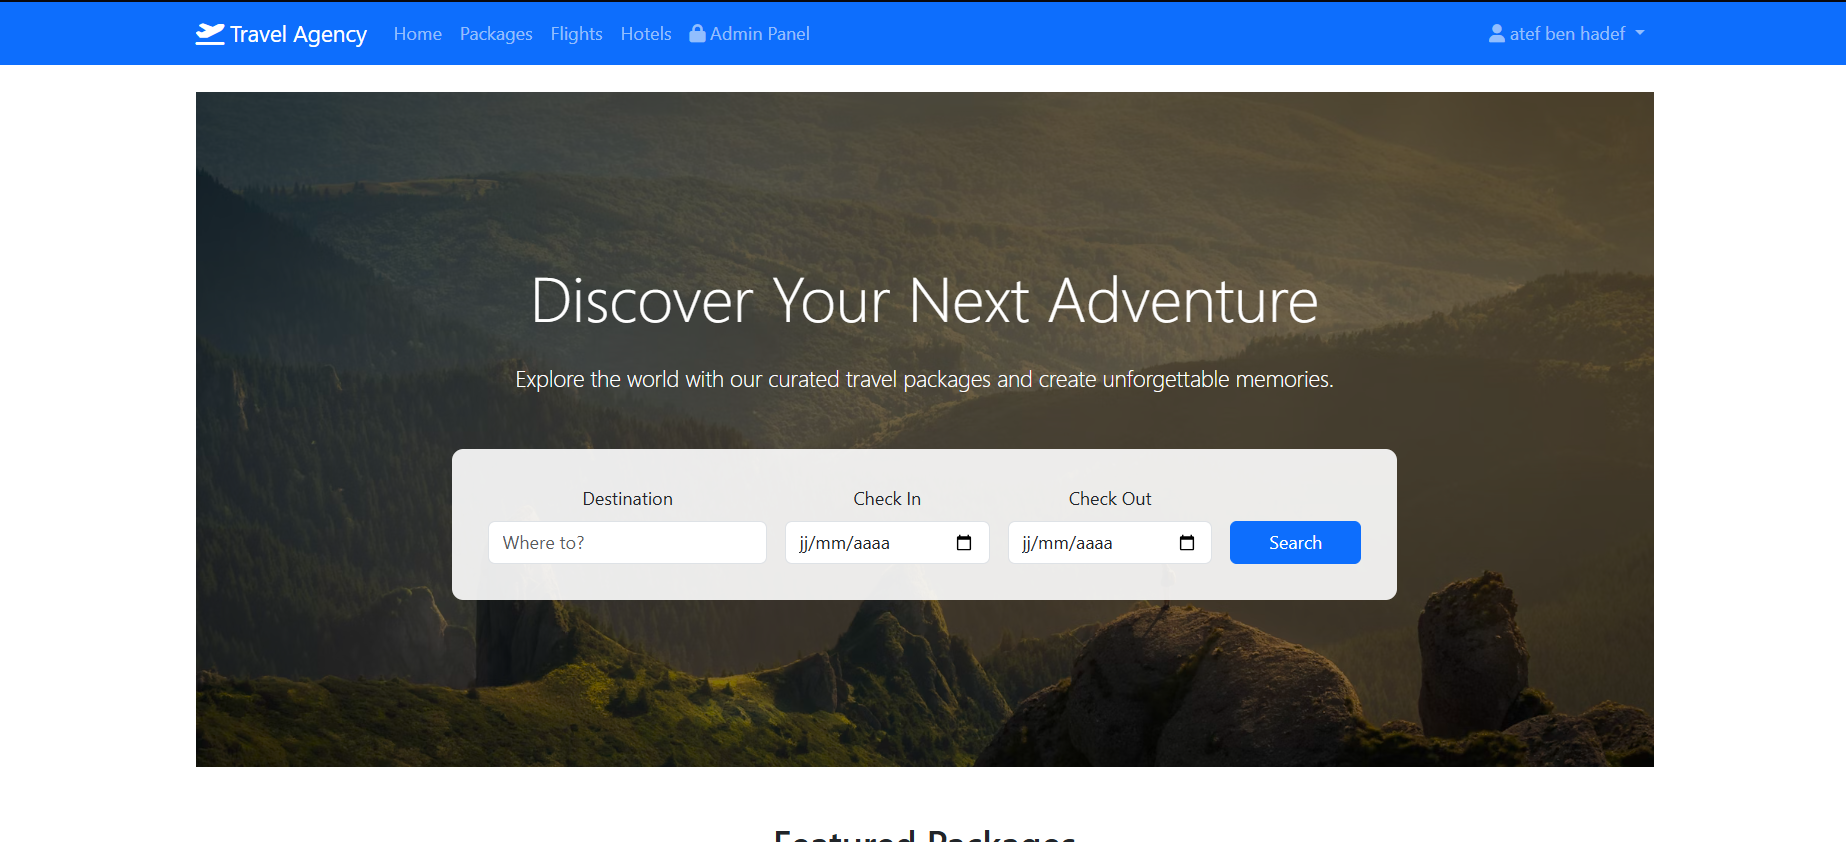 Travel Agency Home Packages Flights Hotels Admin Panel atef ben hadef
Discover Your Next Adventure
Explore the world with our curated travel packages and create unforgettable memories.
Destination Check In Check Out
Where to? jj/mm/aaaa jj/mm/aaaa Search
Featured Packages